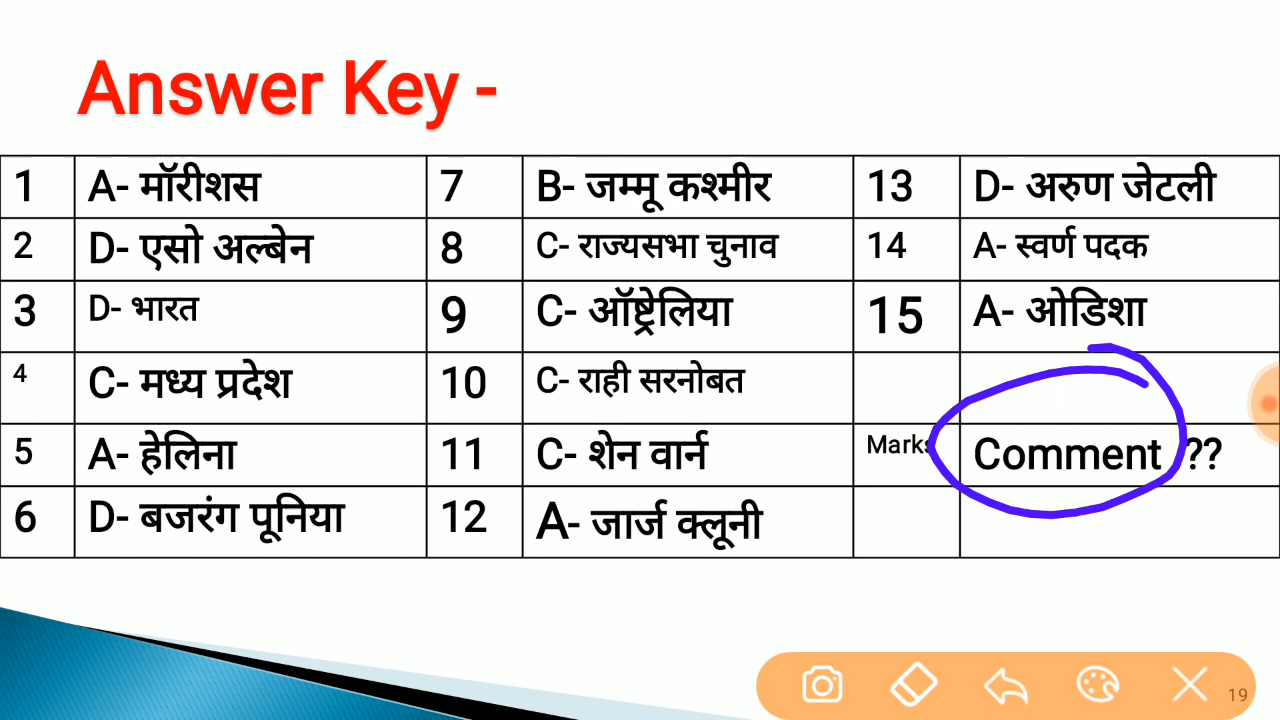 Answer Key -
1 A- मॉरीशस 7 B- जम्मू कश्मीर 13 D- अरुण जेटली
2 D- एसो अल्बेन 8 C- राज्यसभा चुनाव 14 A- स्वर्ण पदक
3 D- भारत 9 C- ऑष्ट्रेलिया 15 A- ओडिशा
4 C- मध्य प्रदेश 10 C- राही सरनोबत
5 A- हेलिना 11 C- शेन वार्न Marks Comment ??
6 D- बजरंग पूनिया 12 A- जार्ज क्लूनी
19